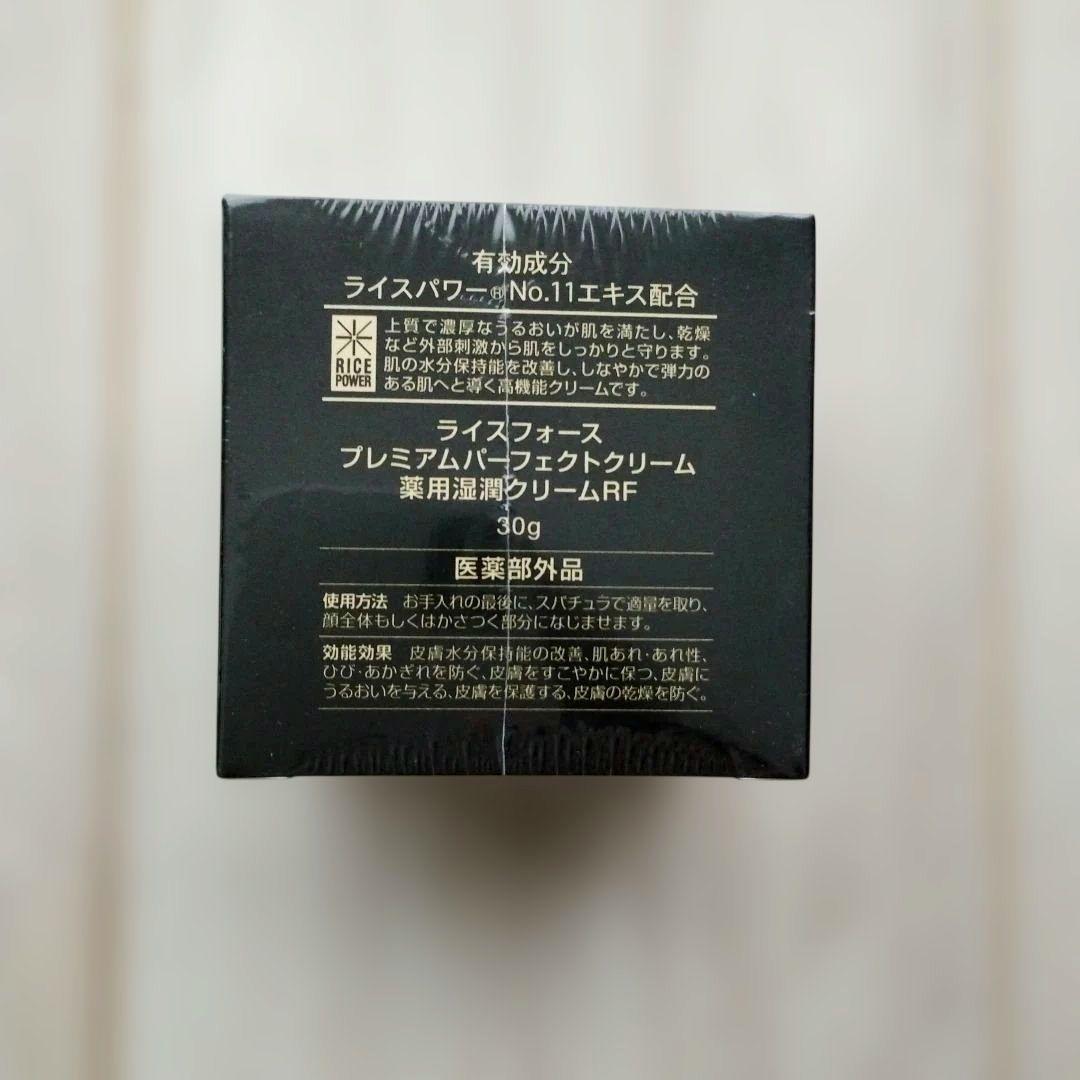 有効成分
ライスパワー® No.11エキス配合
RICE
POWER
上質で濃厚なうるおいが肌を満たし、乾燥
など外部刺激から肌をしっかりと守ります。
肌の水分保持能を改善し、しなやかで弾力の
ある肌へと導く高機能クリームです。
ライスフォース
プレミアムパーフェクトクリーム
薬用湿潤クリームRF
30g
医薬部外品
使用方法 お手入れの最後に、スパチュラで適量を取り、
顔全体もしくはかさつく部分になじませます。
効能効果 皮膚水分保持能の改善、肌あれ・あれ性、
ひび・あかぎれを防ぐ、皮膚をすこやかに保つ、皮膚に
うるおいを与える、皮膚を保護する、皮膚の乾燥を防ぐ。